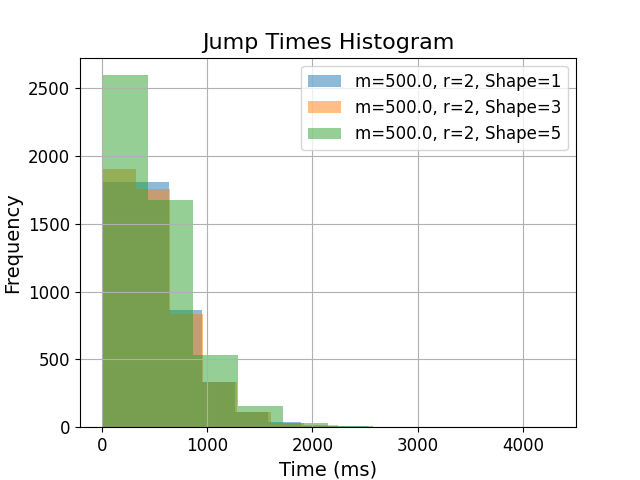 Jump Times Histogram
m=500.0, r=2, Shape=1
m=500.0, r=2, Shape=3
m=500.0, r=2, Shape=5
Frequency
2500
2000
1500
1000
500
0
0 1000 2000 3000 4000
Time (ms)